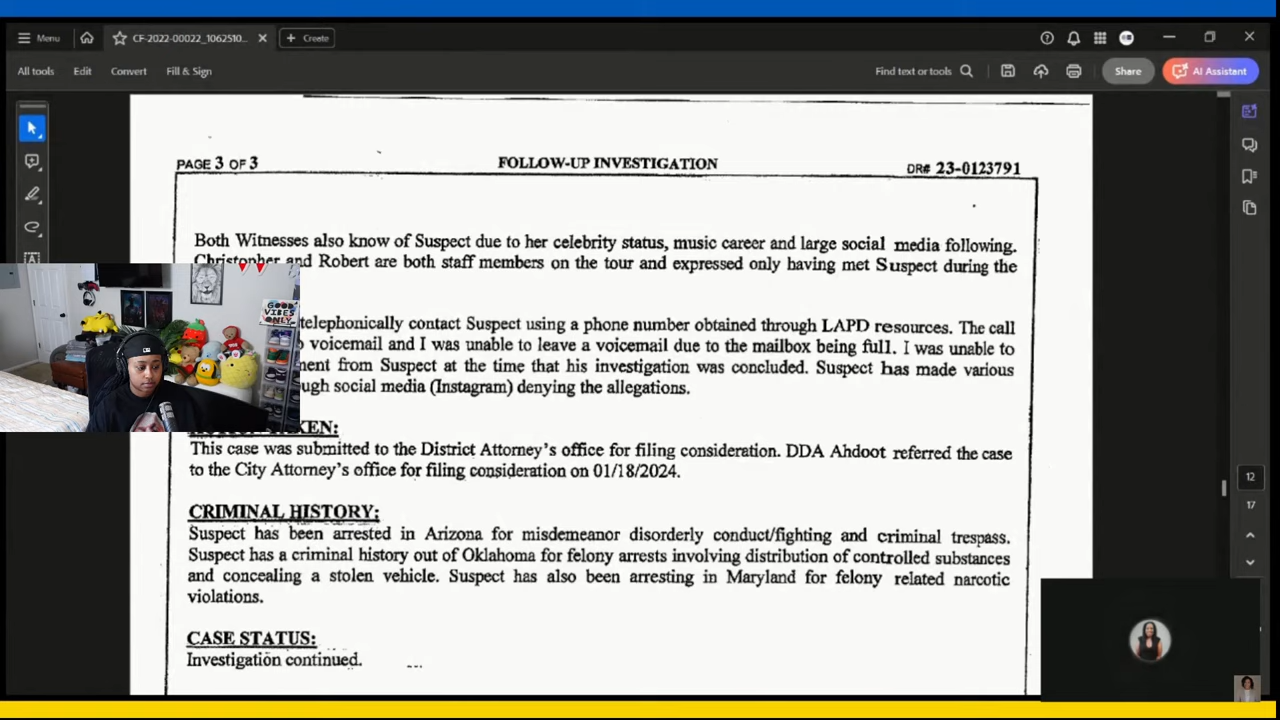 Menu
CF-2022-00022_1062510...
Create
All tools Edit Convert Fill & Sign
Find text or tools
Share
AI Assistant
PAGE 3 OF 3 FOLLOW-UP INVESTIGATION DR# 23-0123791
Both Witnesses also know of Suspect due to her celebrity status, music career and large social media following.
Christopher and Robert are both staff members on the tour and expressed only having met Suspect during the
telephonically contact Suspect using a phone number obtained through LAPD resources. The call
voicemail and I was unable to leave a voicemail due to the mailbox being full. I was unable to
from Suspect at the time that his investigation was concluded. Suspect has made various
social media (Instagram) denying the allegations.
This case was submitted to the District Attorney's office for filing consideration. DDA Ahdoot referred the case
to the City Attorney's office for filing consideration on 01/18/2024.
CRIMINAL HISTORY:
Suspect has been arrested in Arizona for misdemeanor disorderly conduct/fighting and criminal trespass.
Suspect has a criminal history out of Oklahoma for felony arrests involving distribution of controlled substances
and concealing a stolen vehicle. Suspect has also been arresting in Maryland for felony related narcotic
violations.
CASE STATUS:
Investigation continued.
12
17
GOOD
VIBES
ONLY